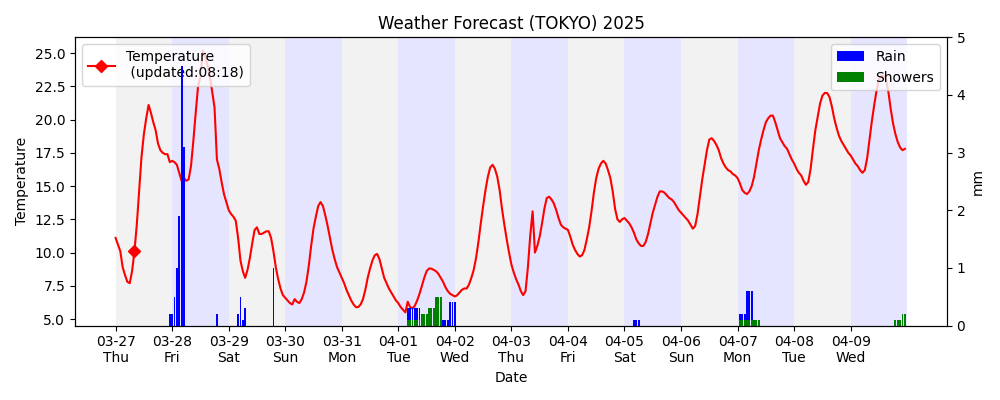 Weather Forecast (TOKYO) 2025
Temperature
(updated:08:18)
Rain
Showers
25.0
22.5
20.0
17.5
15.0
12.5
10.0
7.5
5.0
Temperature
5
4
3
2
1
0
mm
03-27 03-28 03-29 03-30 03-31 04-01 04-02 04-03 04-04 04-05 04-06 04-07 04-08 04-09
Thu Fri Sat Sun Mon Tue Wed Thu Fri Sat Sun Mon Tue Wed
Date